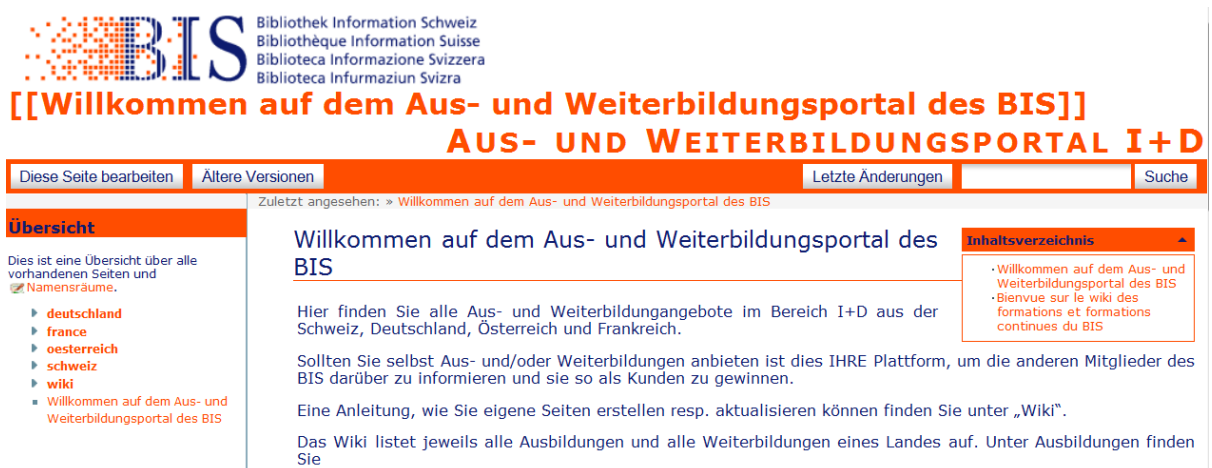 BIS
Bibliothek Information Schweiz
Bibliothèque Information Suisse
Biblioteca Informazione Svizzera
Biblioteca Infurmaziun Svizra
[[Willkommen auf dem Aus- und Weiterbildungsportal des BIS]]
AUS- UND WEITERBILDUNGSPORTAL I+D
Diese Seite bearbeiten Ältere Versionen Letzte Änderungen Suche
Zuletzt angesehen: » Willkommen auf dem Aus- und Weiterbildungsportal des BIS
Übersicht
Dies ist eine Übersicht über alle
vorhandenen Seiten und
Namensräume.
deutschland
france
oesterreich
schweiz
wiki
Willkommen auf dem Aus- und
Weiterbildungsportal des BIS
Willkommen auf dem Aus- und Weiterbildungsportal des
BIS
Inhaltsverzeichnis
Willkommen auf dem Aus- und
Weiterbildungsportal des BIS
Bienvue sur le wiki des
formations et formations
continues du BIS
Hier finden Sie alle Aus- und Weiterbildungangebote im Bereich I+D aus der
Schweiz, Deutschland, Österreich und Frankreich.
Sollten Sie selbst Aus- und/oder Weiterbildungen anbieten ist dies IHRE Plattform, um die anderen Mitglieder des
BIS darüber zu informieren und sie so als Kunden zu gewinnen.
Eine Anleitung, wie Sie eigene Seiten erstellen resp. aktualisieren können finden Sie unter „Wiki“.
Das Wiki listet jeweils alle Ausbildungen und alle Weiterbildungen eines Landes auf. Unter Ausbildungen finden
Sie